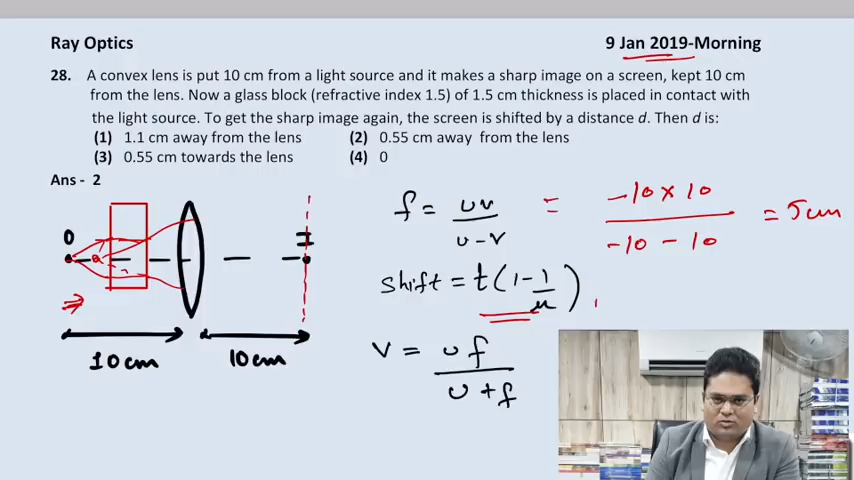 Ray Optics
9 Jan 2019-Morning
28. A convex lens is put 10 cm from a light source and it makes a sharp image on a screen, kept 10 cm
from the lens. Now a glass block (refractive index 1.5) of 1.5 cm thickness is placed in contact with
the light source. To get the sharp image again, the screen is shifted by a distance d. Then d is:
(1) 1.1 cm away from the lens (2) 0.55 cm away from the lens
(3) 0.55 cm towards the lens (4) 0
Ans - 2
f = uv / u - v = -10 x 10 / -10 - 10 = 5cm
O I
shift = t(1 - 1/μ)
v = uf / u + f
10cm 10cm